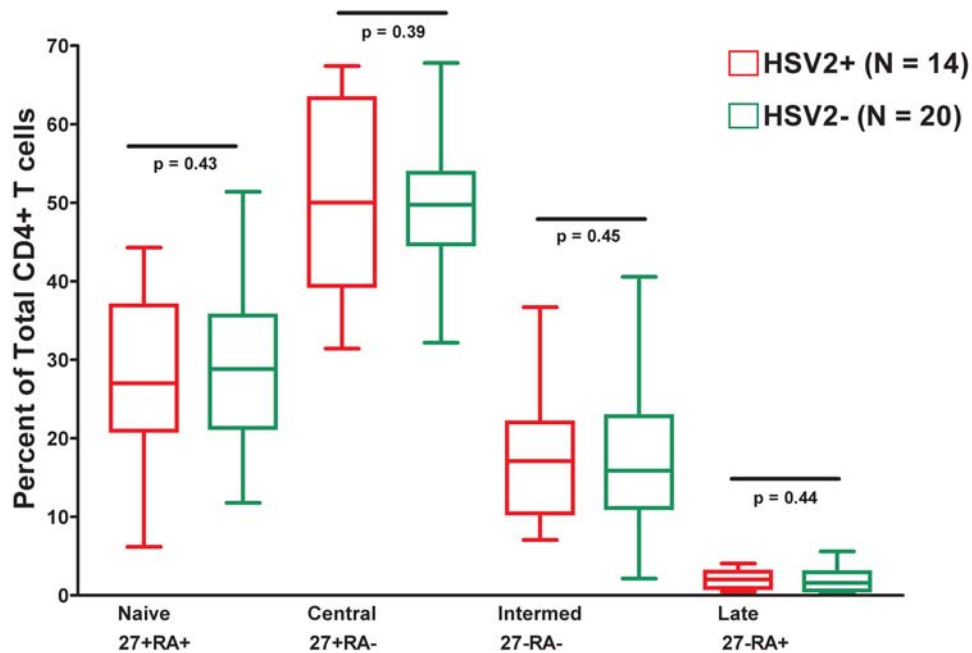 Percent of Total CD4+ T cells
70
60
50
40
30
20
10
0
p = 0.43
p = 0.39
p = 0.45
p = 0.44
HSV2+ (N = 14)
HSV2- (N = 20)
Naive
27+RA+
Central
27+RA-
Intermed
27-RA-
Late
27-RA+